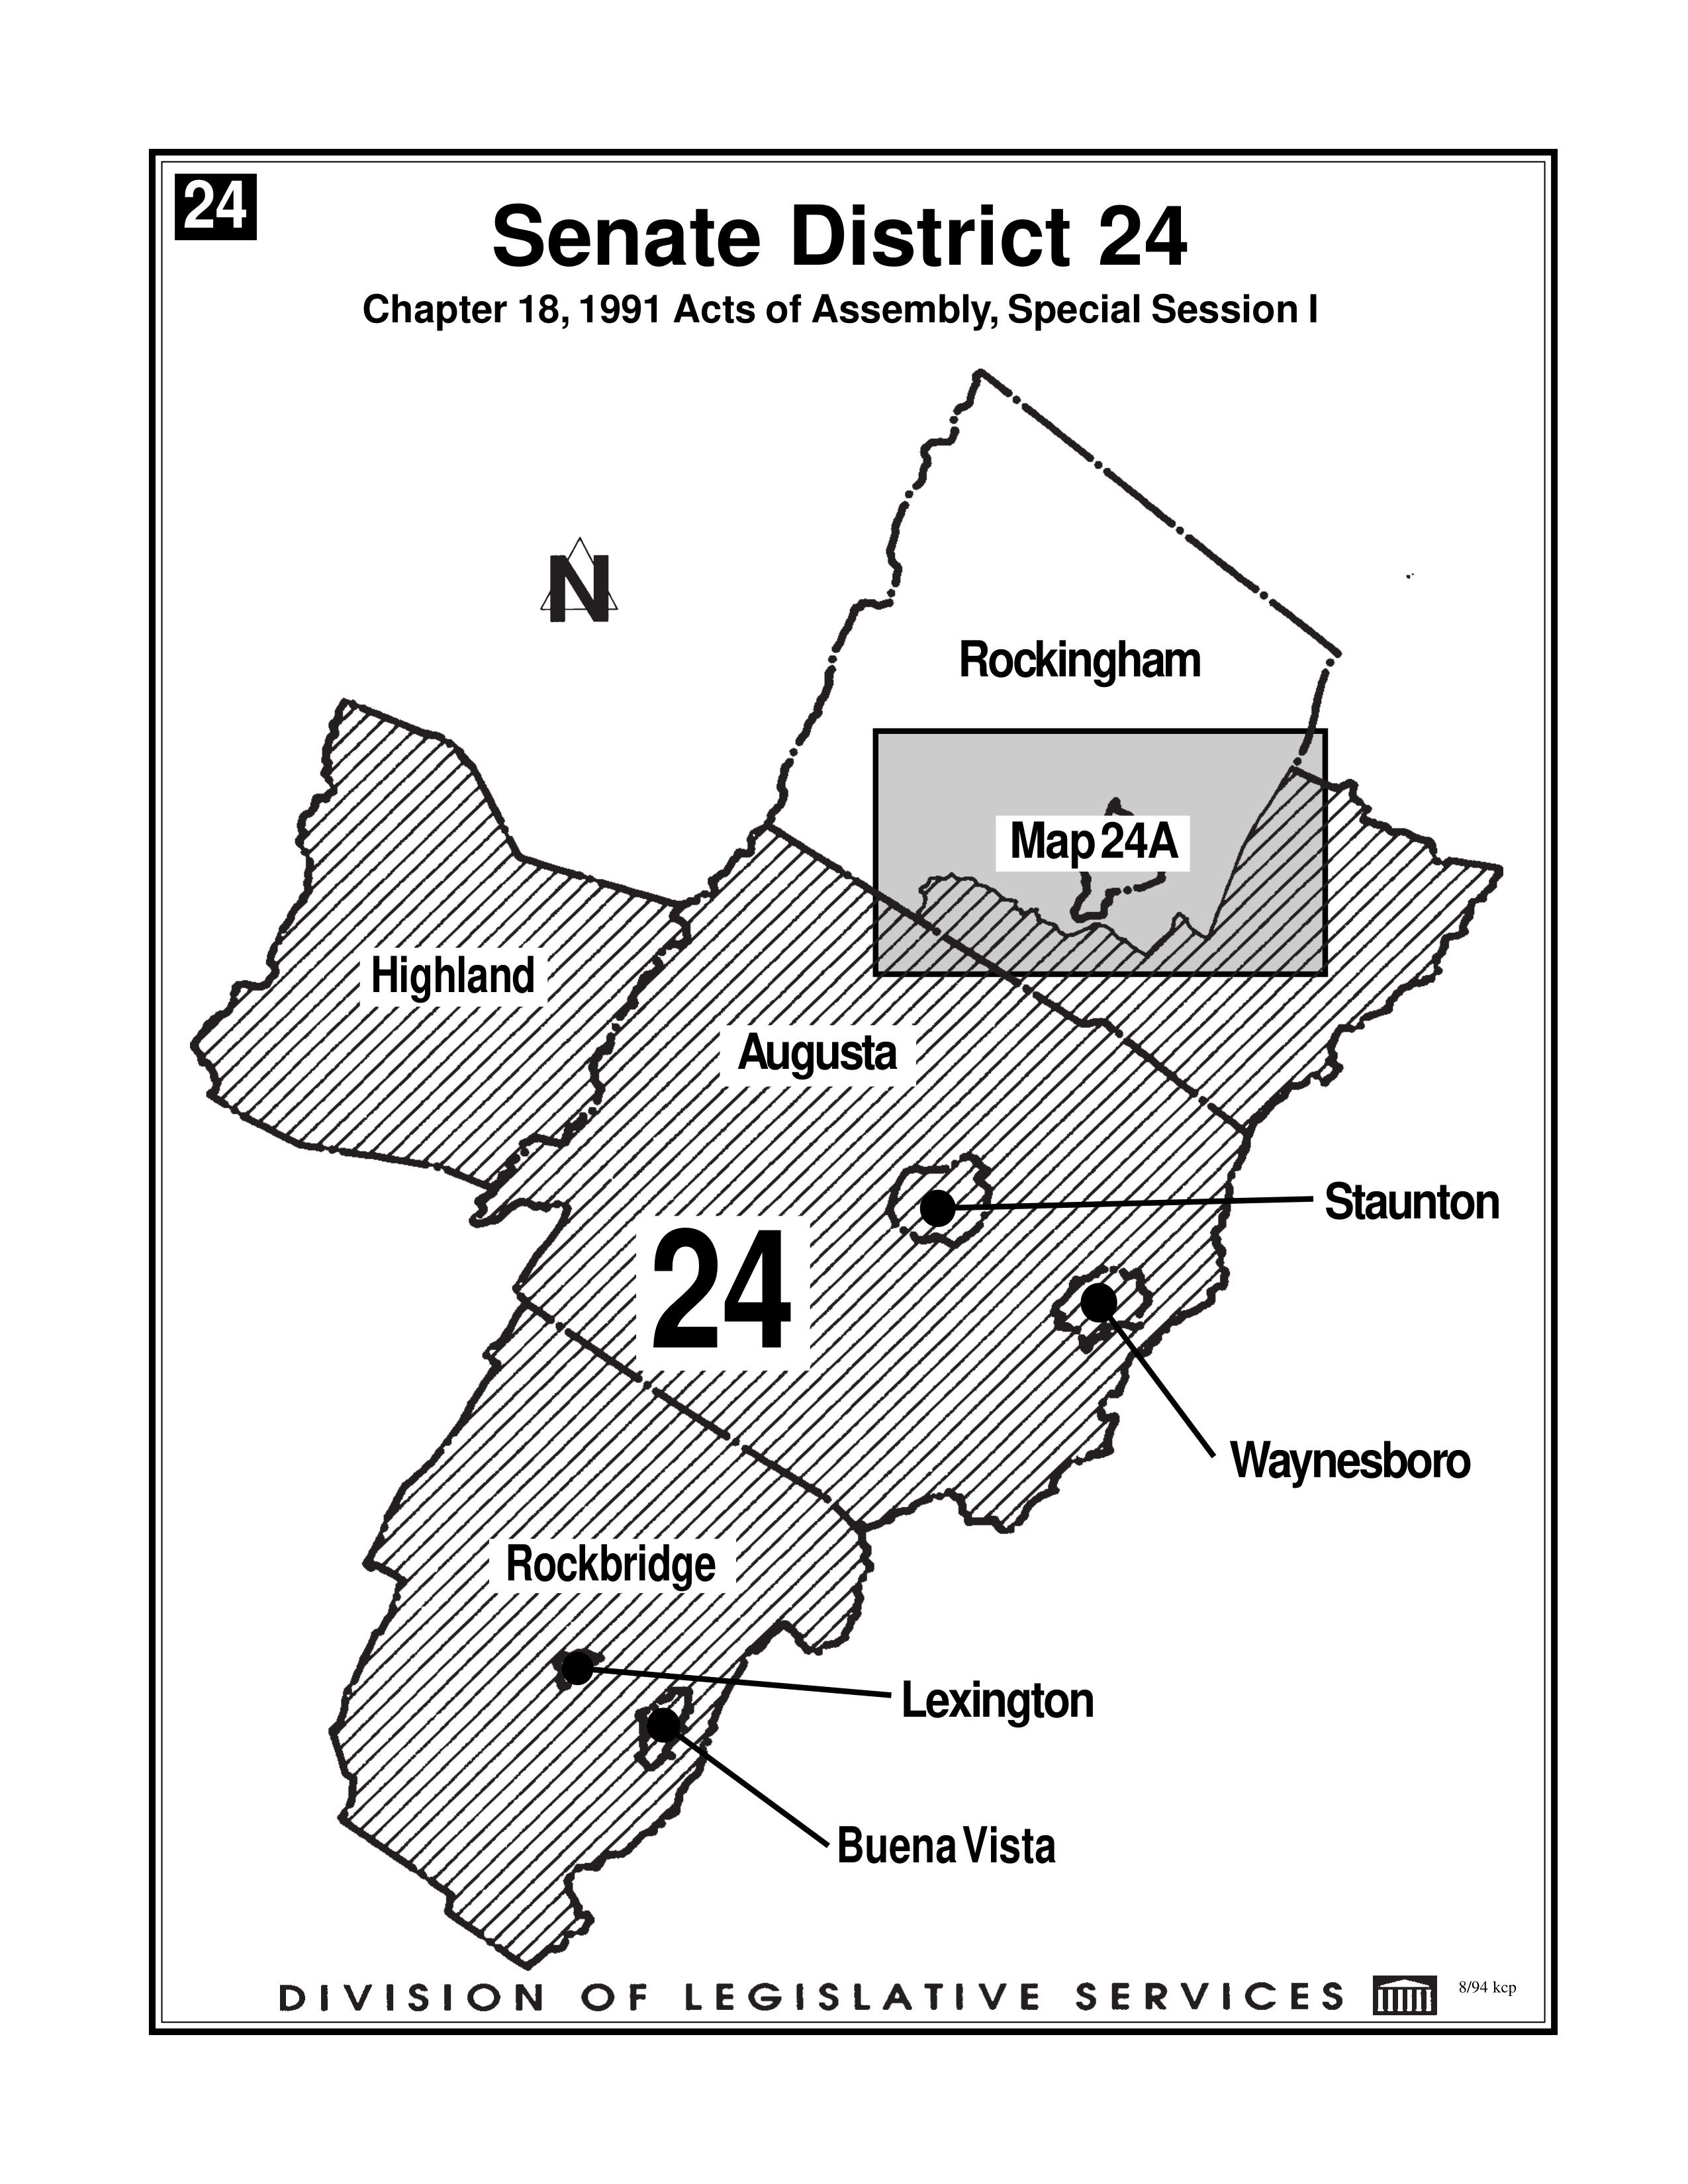 24
Senate District 24
Chapter 18, 1991 Acts of Assembly, Special Session I
N
Rockingham
Map 24A
Highland
Augusta
Staunton
24
Waynesboro
Rockbridge
Lexington
Buena Vista
DIVISION OF LEGISLATIVE SERVICES
8/94 kcp